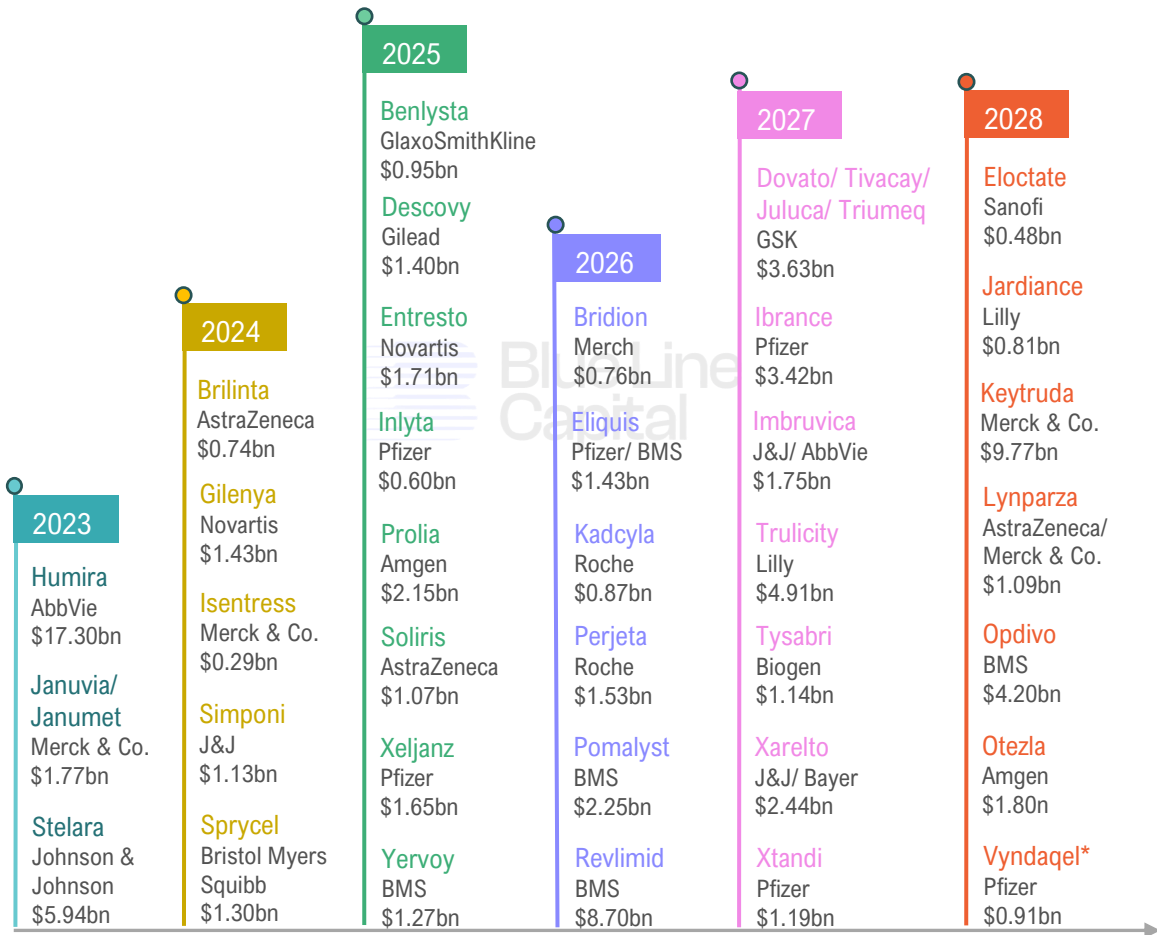 2023
Humira
AbbVie
$17.30bn
Januvia/
Janumet
Merck & Co.
$1.77bn
Stelara
Johnson &
Johnson
$5.94bn
2024
Brilinta
AstraZeneca
$0.74bn
Gilenya
Novartis
$1.43bn
Isentress
Merck & Co.
$0.29bn
Simponi
J&J
$1.13bn
Sprycel
Bristol Myers
Squibb
$1.30bn
2025
Benlysta
GlaxoSmithKline
$0.95bn
Descovy
Gilead
$1.40bn
Entresto
Novartis
$1.71bn
Inlyta
Pfizer
$0.60bn
Prolia
Amgen
$2.15bn
Soliris
AstraZeneca
$1.07bn
Xeljanz
Pfizer
$1.65bn
Yervoy
BMS
$1.27bn
2026
Bridion
Merch
$0.76bn
Eliquis
Pfizer/ BMS
$1.43bn
Kadcyla
Roche
$0.87bn
Perjeta
Roche
$1.53bn
Pomalyst
BMS
$2.25bn
Revlimid
BMS
$8.70bn
2027
Dovato/ Tivacay/
Juluca/ Triumeq
GSK
$3.63bn
Ibrance
Pfizer
$3.42bn
Imbruvica
J&J/ AbbVie
$1.75bn
Trulicity
Lilly
$4.91bn
Tysabri
Biogen
$1.14bn
Xarelto
J&J/ Bayer
$2.44bn
Xtandi
Pfizer
$1.19bn
2028
Eloctate
Sanofi
$0.48bn
Jardiance
Lilly
$0.81bn
Keytruda
Merck & Co.
$9.77bn
Lynparza
AstraZeneca/
Merck & Co.
$1.09bn
Opdivo
BMS
$4.20bn
Otezla
Amgen
$1.80n
Vyndaqel*
Pfizer
$0.91bn
Blue Line
Capital